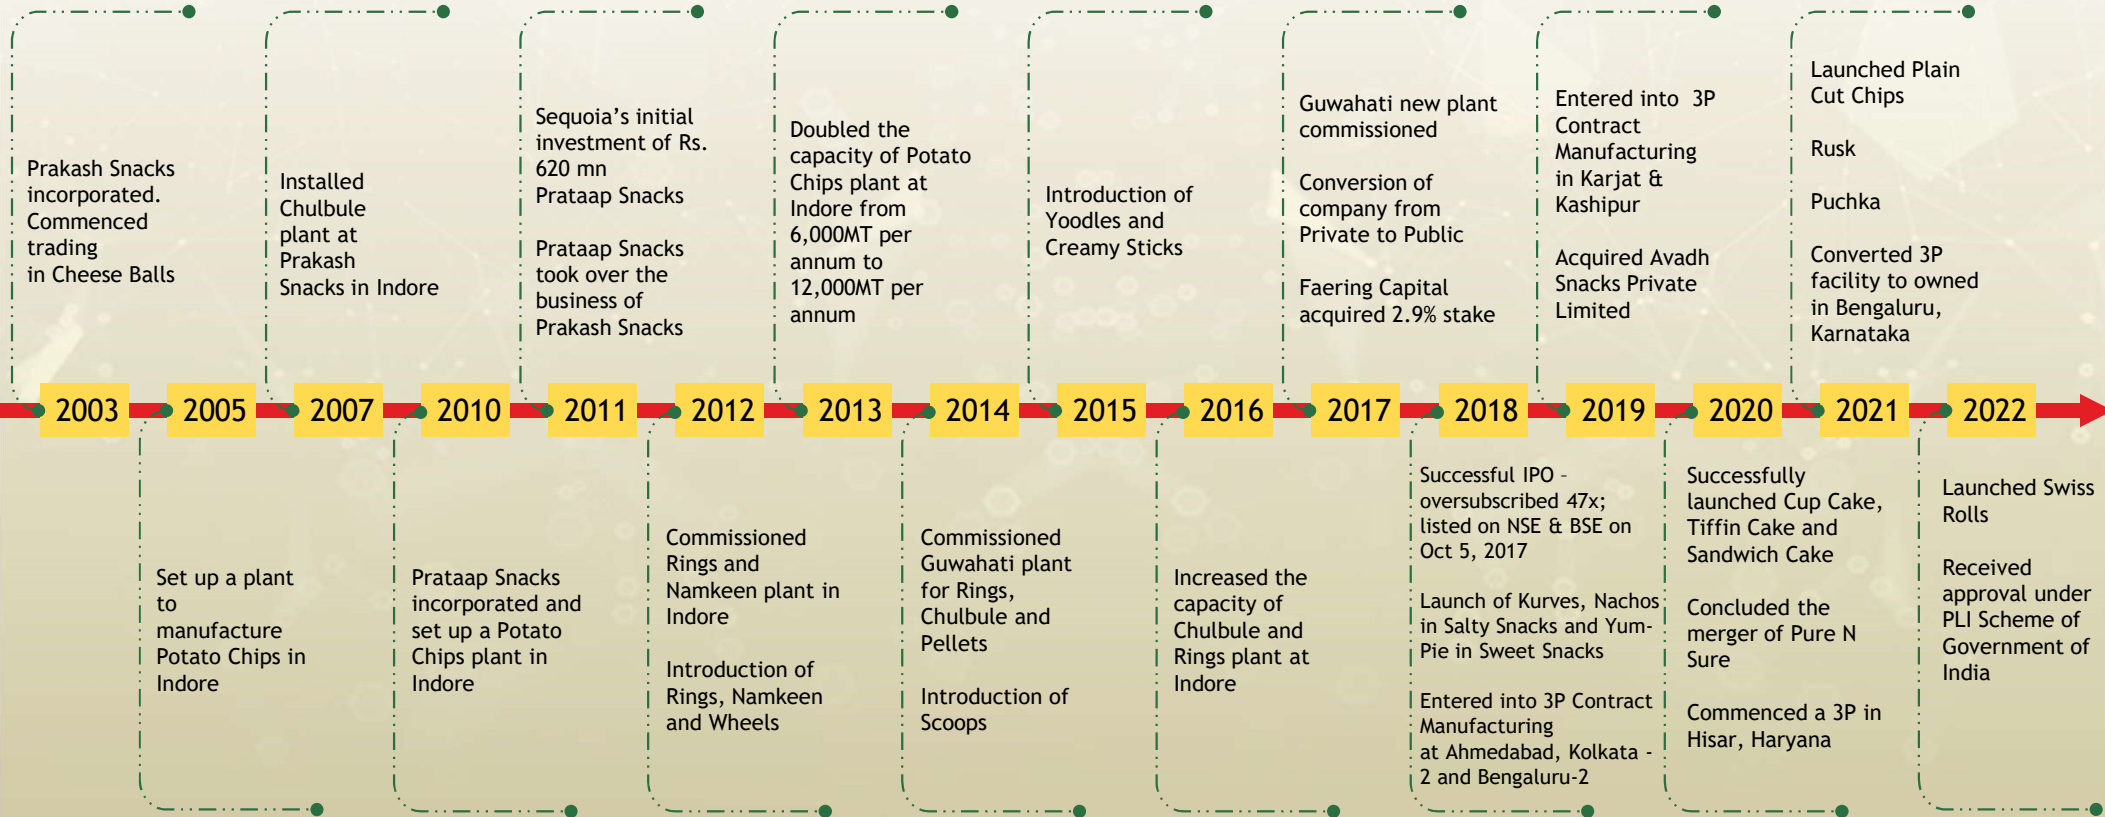 Prakash Snacks
incorporated.
Commenced
trading
in Cheese Balls
Installed
Chulbule
plant at
Prakash
Snacks in Indore
Sequoia’s initial
investment of Rs.
620 mn
Prataap Snacks
Prataap Snacks
took over the
business of
Prakash Snacks
Doubled the
capacity of Potato
Chips plant at
Indore from
6,000MT per
annum to
12,000MT per
annum
Introduction of
Yoodles and
Creamy Sticks
Guwahati new plant
commissioned
Conversion of
company from
Private to Public
Faering Capital
acquired 2.9% stake
Entered into 3P
Contract
Manufacturing
in Karjat &
Kashipur
Acquired Avadh
Snacks Private
Limited
Launched Plain
Cut Chips
Rusk
Puchka
Converted 3P
facility to owned
in Bengaluru,
Karnataka
2003 2005 2007 2010 2011 2012 2013 2014 2015 2016 2017 2018 2019 2020 2021 2022
Set up a plant
to
manufacture
Potato Chips in
Indore
Prataap Snacks
incorporated and
set up a Potato
Chips plant in
Indore
Commissioned
Rings and
Namkeen plant in
Indore
Introduction of
Rings, Namkeen
and Wheels
Commissioned
Guwahati plant
for Rings,
Chulbule and
Pellets
Introduction of
Scoops
Increased the
capacity of
Chulbule and
Rings plant at
Indore
Successful IPO –
oversubscribed 47x;
listed on NSE & BSE on
Oct 5, 2017
Launch of Kurves, Nachos
in Salty Snacks and Yum-
Pie in Sweet Snacks
Entered into 3P Contract
Manufacturing
at Ahmedabad, Kolkata -
2 and Bengaluru-2
Successfully
launched Cup Cake,
Tiffin Cake and
Sandwich Cake
Concluded the
merger of Pure N
Sure
Commenced a 3P in
Hisar, Haryana
Launched Swiss
Rolls
Received
approval under
PLI Scheme of
Government of
India